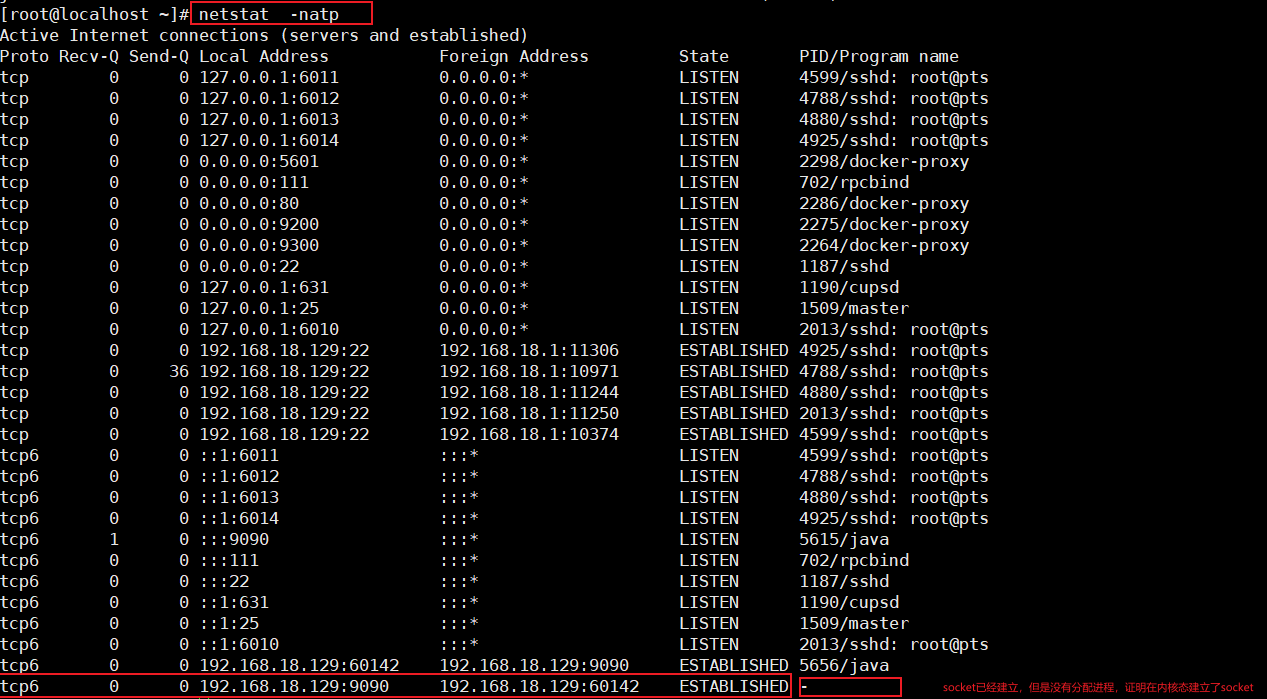 [root@localhost ~]# netstat  -natp
Active Internet connections (servers and established)
Proto Recv-Q Send-Q Local Address           Foreign Address         State       PID/Program name
tcp        0      0 127.0.0.1:6011          0.0.0.0:*               LISTEN      4599/sshd: root@pts
tcp        0      0 127.0.0.1:6012          0.0.0.0:*               LISTEN      4788/sshd: root@pts
tcp        0      0 127.0.0.1:6013          0.0.0.0:*               LISTEN      4880/sshd: root@pts
tcp        0      0 127.0.0.1:6014          0.0.0.0:*               LISTEN      4925/sshd: root@pts
tcp        0      0 0.0.0.0:5601            0.0.0.0:*               LISTEN      2298/docker-proxy
tcp        0      0 0.0.0.0:111             0.0.0.0:*               LISTEN      702/rpcbind
tcp        0      0 0.0.0.0:80              0.0.0.0:*               LISTEN      2286/docker-proxy
tcp        0      0 0.0.0.0:9200            0.0.0.0:*               LISTEN      2275/docker-proxy
tcp        0      0 0.0.0.0:9300            0.0.0.0:*               LISTEN      2264/docker-proxy
tcp        0      0 0.0.0.0:22              0.0.0.0:*               LISTEN      1187/sshd
tcp        0      0 127.0.0.1:631           0.0.0.0:*               LISTEN      1190/cupsd
tcp        0      0 127.0.0.1:25            0.0.0.0:*               LISTEN      1509/master
tcp        0      0 127.0.0.1:6010          0.0.0.0:*               LISTEN      2013/sshd: root@pts
tcp        0      0 192.168.18.129:22       192.168.18.1:11306      ESTABLISHED 4925/sshd: root@pts
tcp        0     36 192.168.18.129:22       192.168.18.1:10971      ESTABLISHED 4788/sshd: root@pts
tcp        0      0 192.168.18.129:22       192.168.18.1:11244      ESTABLISHED 4880/sshd: root@pts
tcp        0      0 192.168.18.129:22       192.168.18.1:11250      ESTABLISHED 2013/sshd: root@pts
tcp        0      0 192.168.18.129:22       192.168.18.1:10374      ESTABLISHED 4599/sshd: root@pts
tcp6       0      0 ::1:6011                :::*                    LISTEN      4599/sshd: root@pts
tcp6       0      0 ::1:6012                :::*                    LISTEN      4788/sshd: root@pts
tcp6       0      0 ::1:6013                :::*                    LISTEN      4880/sshd: root@pts
tcp6       0      0 ::1:6014                :::*                    LISTEN      4925/sshd: root@pts
tcp6       1      0 :::9090                 :::*                    LISTEN      5615/java
tcp6       0      0 :::111                  :::*                    LISTEN      702/rpcbind
tcp6       0      0 :::22                   :::*                    LISTEN      1187/sshd
tcp6       0      0 ::1:631                 :::*                    LISTEN      1190/cupsd
tcp6       0      0 ::1:25                  :::*                    LISTEN      1509/master
tcp6       0      0 ::1:6010                :::*                    LISTEN      2013/sshd: root@pts
tcp6       0      0 192.168.18.129:60142    192.168.18.129:9090     ESTABLISHED 5656/java
tcp6       0      0 192.168.18.129:9090     192.168.18.129:60142    ESTABLISHED - socket已经建立，但是没有分配进程，证明在内核态建立了socket